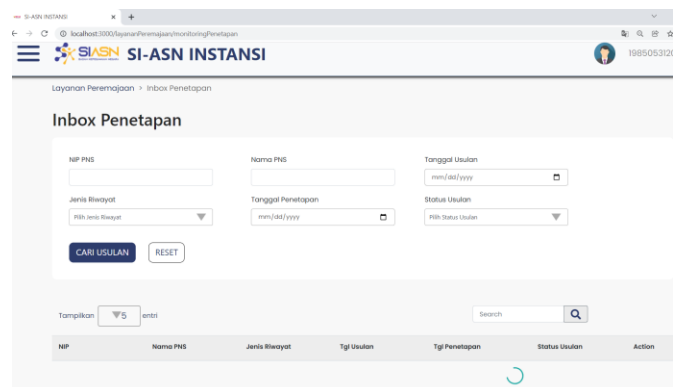 SI-ASN INSTANSI
localhost:3000/layananPeremajaan/monitoringPenetapan
SIASN SI-ASN INSTANSI 1985053120
Layanan Peremajaan > Inbox Penetapan
Inbox Penetapan
NIP PNS Nama PNS Tanggal Usulan
mm/dd/yyyy
Jenis Riwayat Tanggal Penetapan Status Usulan
Pilih Jenis Riwayat mm/dd/yyyy Pilih Status Usulan
CARI USULAN RESET
Tampilkan 5 entri Search
NIP Nama PNS Jenis Riwayat Tgl Usulan Tgl Penetapan Status Usulan Action